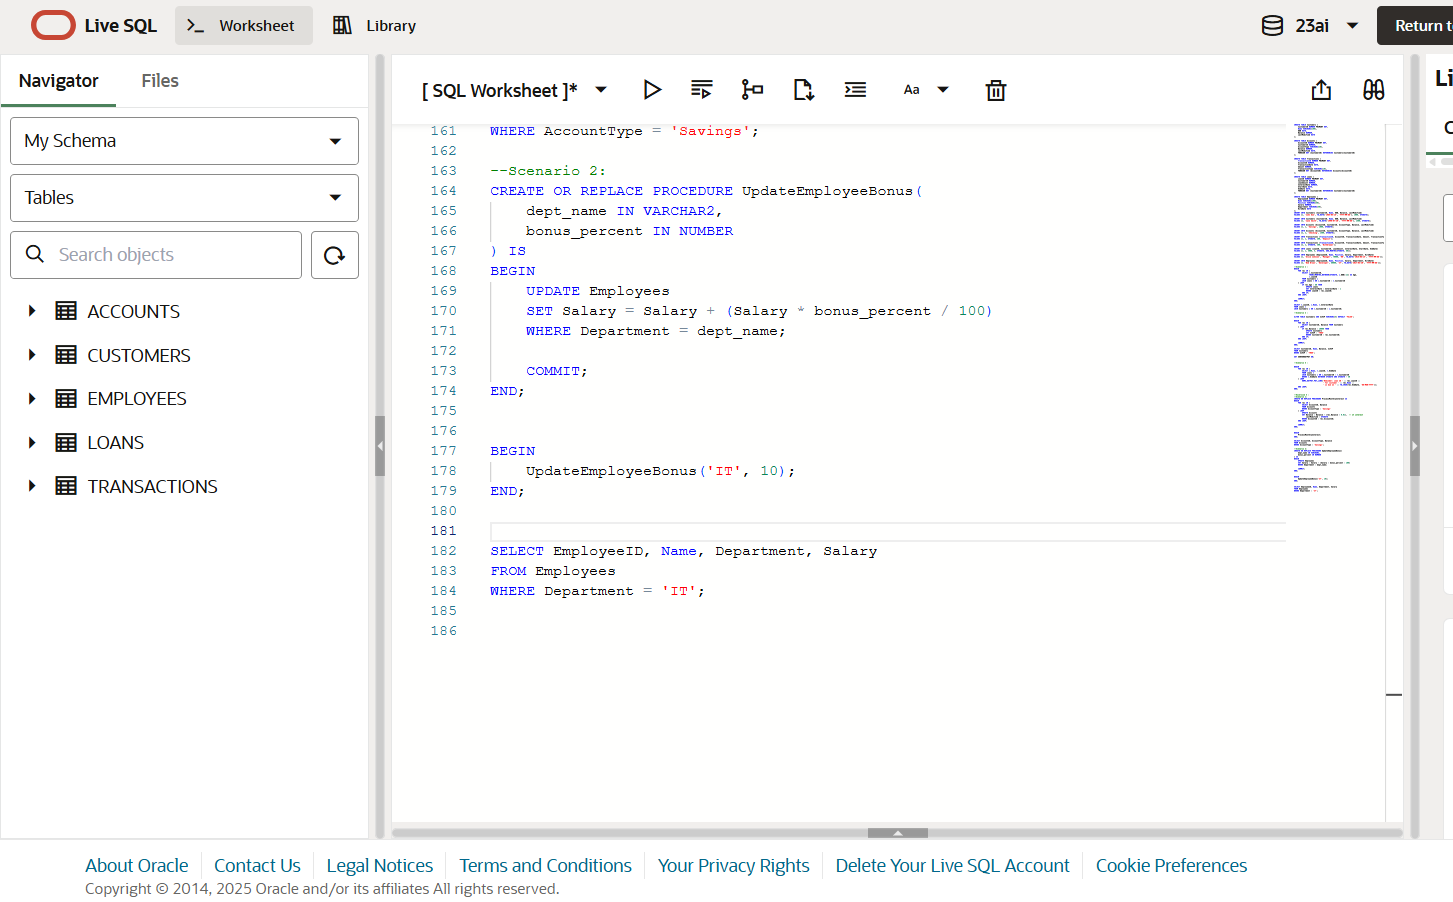 Live SQL
Worksheet
Library
23ai
Return t
Navigator
Files
My Schema
Tables
Search objects
ACCOUNTS
CUSTOMERS
EMPLOYEES
LOANS
TRANSACTIONS
[ SQL Worksheet ]*
Aa
161 WHERE AccountType = 'Savings';
162
163 --Scenario 2:
164 CREATE OR REPLACE PROCEDURE UpdateEmployeeBonus(
165     dept_name IN VARCHAR2,
166     bonus_percent IN NUMBER
167 ) IS
168 BEGIN
169     UPDATE Employees
170     SET Salary = Salary + (Salary * bonus_percent / 100)
171     WHERE Department = dept_name;
172
173     COMMIT;
174 END;
175
176
177 BEGIN
178     UpdateEmployeeBonus('IT', 10);
179 END;
180
181
182 SELECT EmployeeID, Name, Department, Salary
183 FROM Employees
184 WHERE Department = 'IT';
185
186
Li
About Oracle
Contact Us
Legal Notices
Terms and Conditions
Your Privacy Rights
Delete Your Live SQL Account
Cookie Preferences
Copyright © 2014, 2025 Oracle and/or its affiliates All rights reserved.